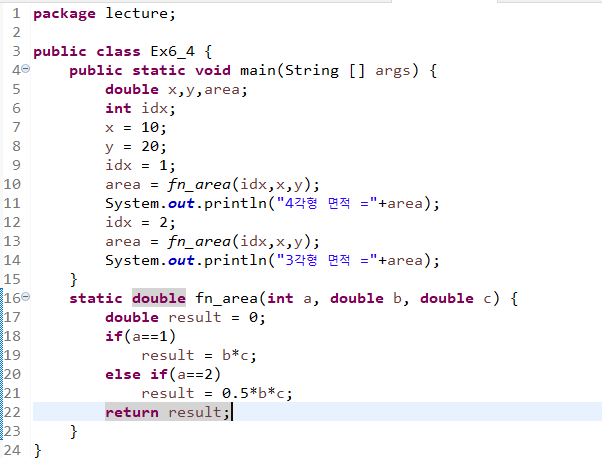 1 package lecture;
2
3 public class Ex6_4 {
4 public static void main(String [] args) {
5 double x,y,area;
6 int idx;
7 x = 10;
8 y = 20;
9 idx = 1;
10 area = fn_area(idx,x,y);
11 System.out.println("4각형 면적 ="+area);
12 idx = 2;
13 area = fn_area(idx,x,y);
14 System.out.println("3각형 면적 ="+area);
15 }
16 static double fn_area(int a, double b, double c) {
17 double result = 0;
18 if(a==1)
19 result = b*c;
20 else if(a==2)
21 result = 0.5*b*c;
22 return result;
23 }
24 }